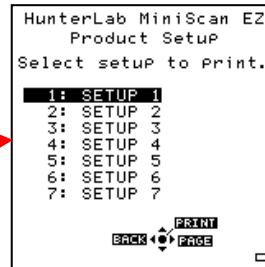 HunterLab MiniScan EZ
Product Setup
Select setup to Print.
1: SETUP 1
2: SETUP 2
3: SETUP 3
4: SETUP 4
5: SETUP 5
6: SETUP 6
7: SETUP 7
PRINT
BACK PAGE